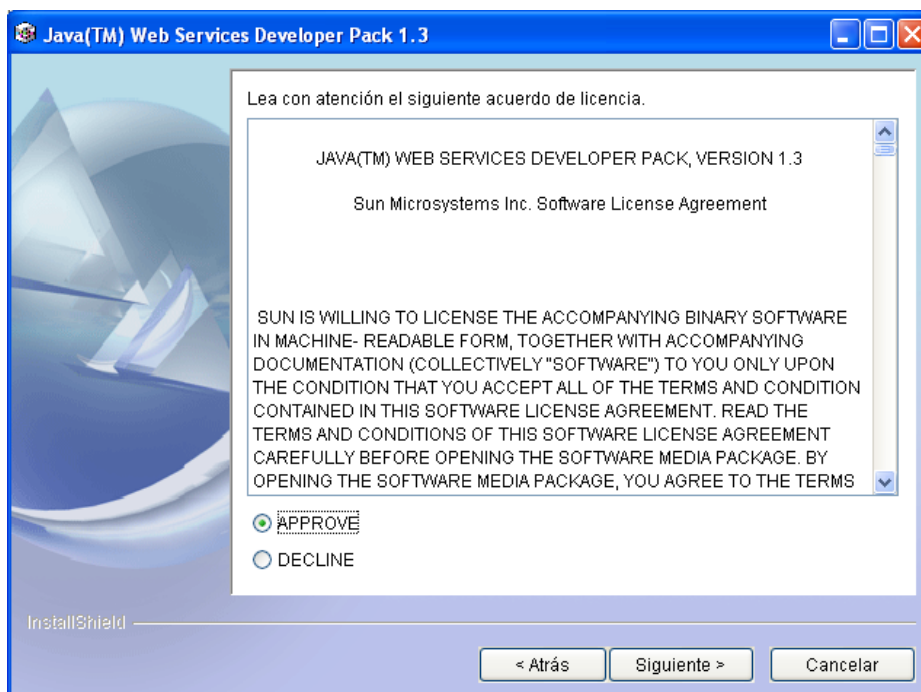 Java(TM) Web Services Developer Pack 1.3
Lea con atención el siguiente acuerdo de licencia.
JAVA(TM) WEB SERVICES DEVELOPER PACK, VERSION 1.3
Sun Microsystems Inc. Software License Agreement
SUN IS WILLING TO LICENSE THE ACCOMPANYING BINARY SOFTWARE
IN MACHINE- READABLE FORM, TOGETHER WITH ACCOMPANYING
DOCUMENTATION (COLLECTIVELY "SOFTWARE") TO YOU ONLY UPON
THE CONDITION THAT YOU ACCEPT ALL OF THE TERMS AND CONDITION
CONTAINED IN THIS SOFTWARE LICENSE AGREEMENT. READ THE
TERMS AND CONDITIONS OF THIS SOFTWARE LICENSE AGREEMENT
CAREFULLY BEFORE OPENING THE SOFTWARE MEDIA PACKAGE. BY
OPENING THE SOFTWARE MEDIA PACKAGE, YOU AGREE TO THE TERMS
APPROVE
DECLINE
InstallShield
< Atrás
Siguiente >
Cancelar